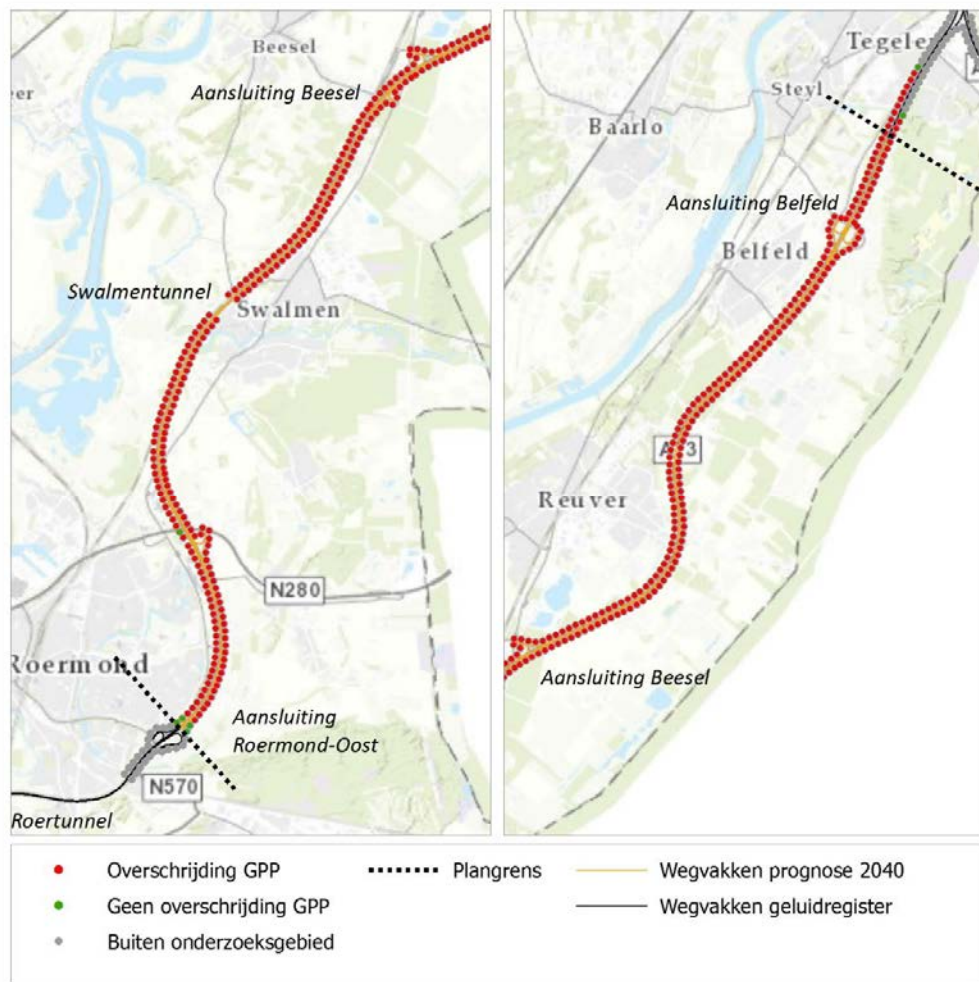 Beesel
eer
Aansluiting Beesel
Swalmentunnel
Swalmen
N280
Roermond
Aansluiting
Roermond-Oost
N570
Roertunnel
Tegelen
Steyl
Baarlo
Aansluiting Belfeld
Belfeld
A73
Reuver
Aansluiting Beesel
Overschrijding GPP
Plangrens
Wegvakken prognose 2040
Geen overschrijding GPP
Wegvakken geluidregister
Buiten onderzoeksgebied